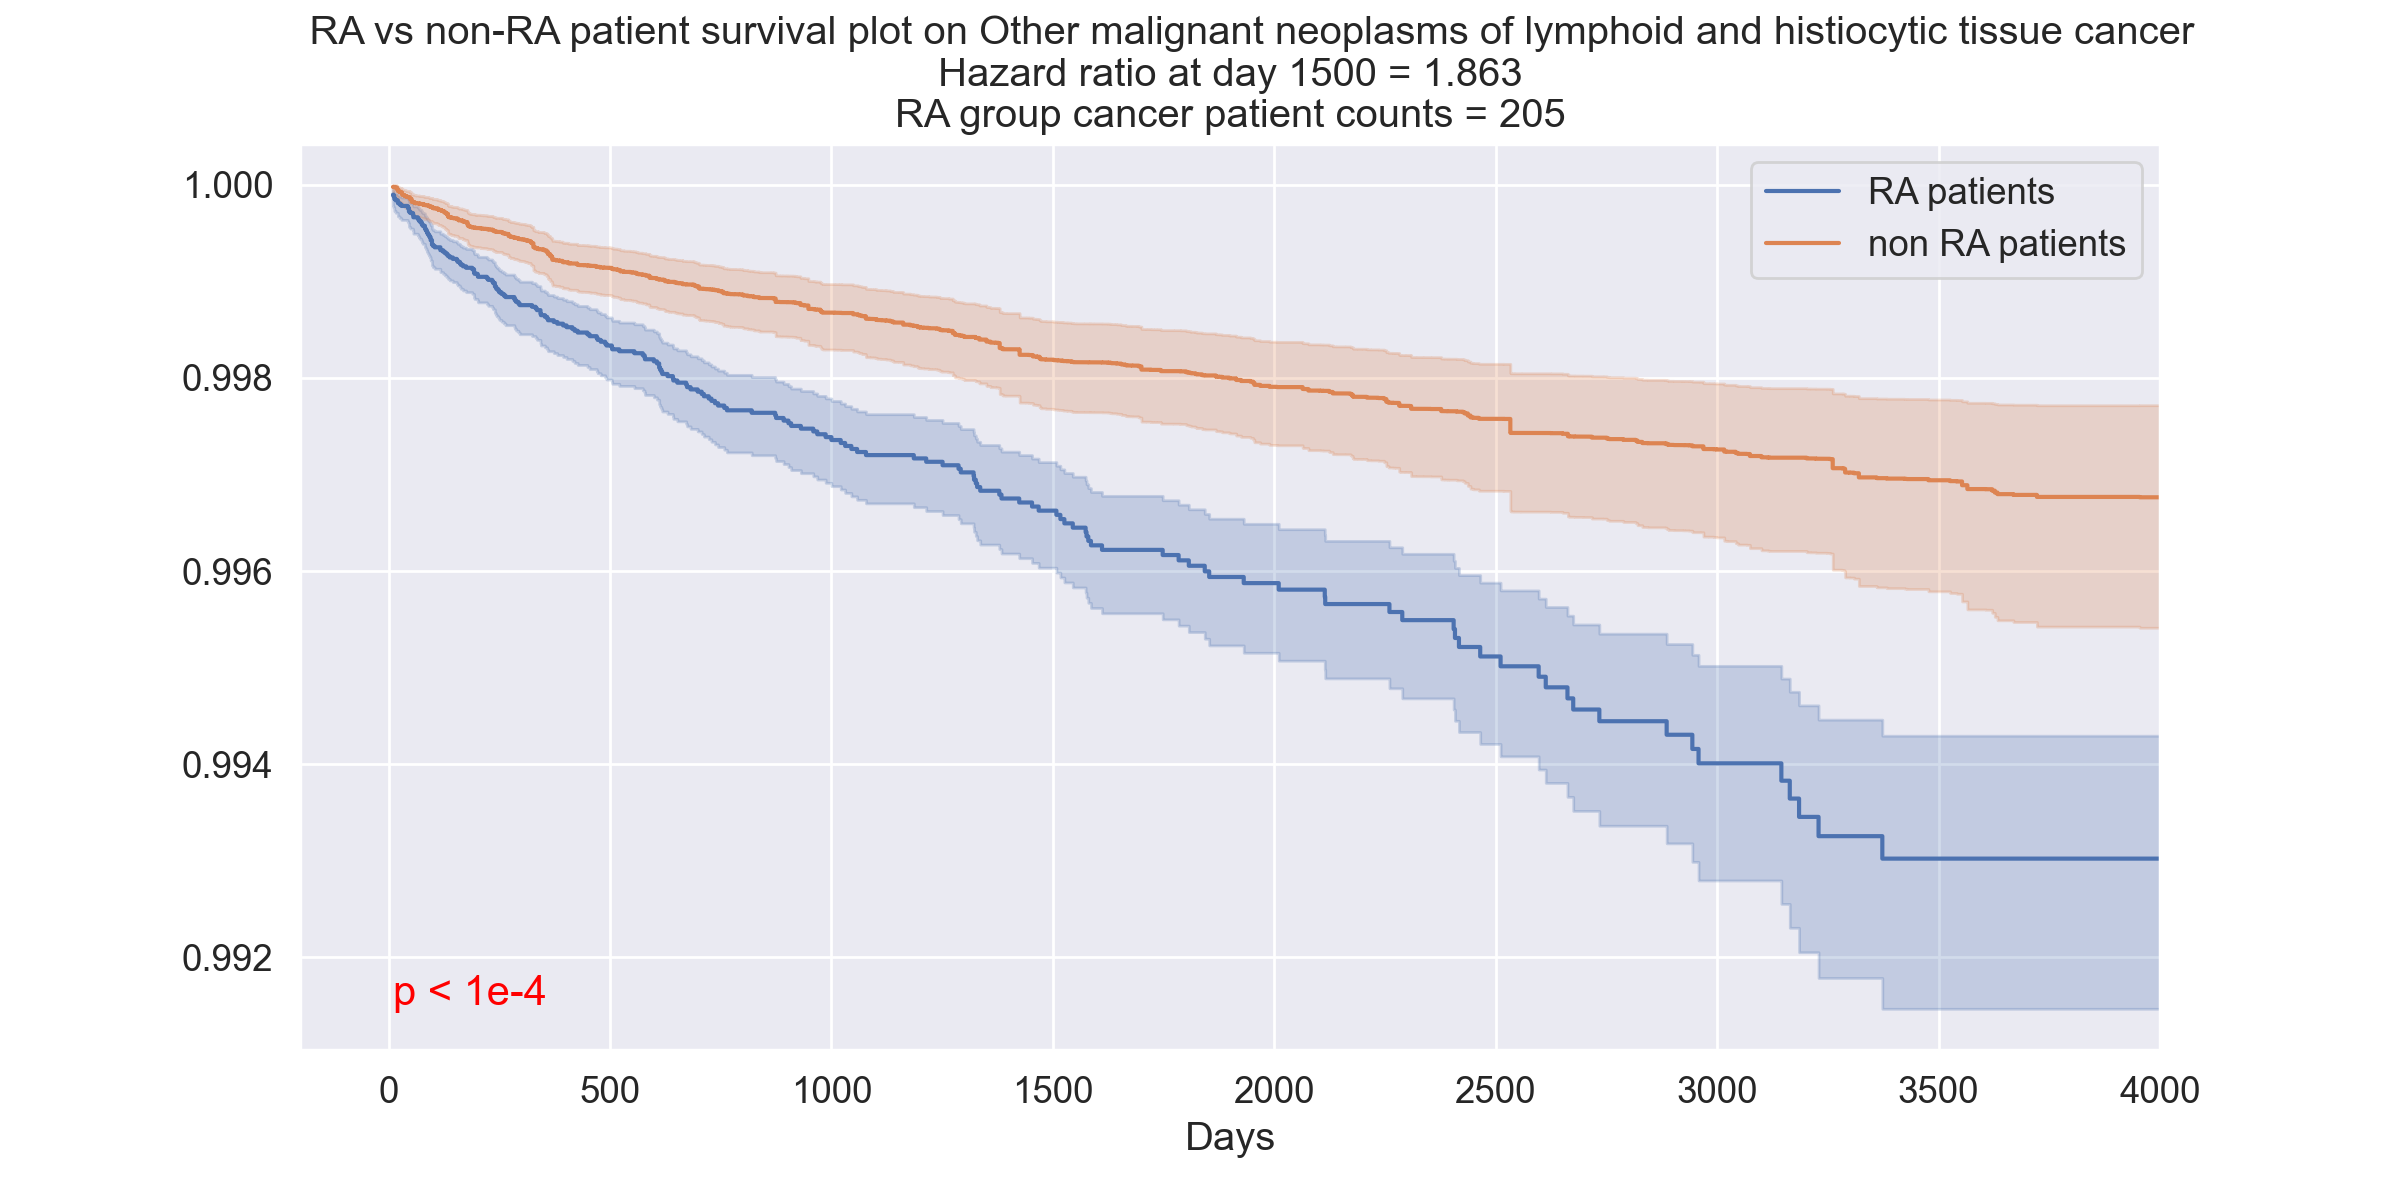 RA vs non-RA patient survival plot on Other malignant neoplasms of lymphoid and histiocytic tissue cancer
Hazard ratio at day 1500 = 1.863
RA group cancer patient counts = 205
RA patients
non RA patients
1.000
0.998
0.996
0.994
0.992
p < 1e-4
0 500 1000 1500 2000 2500 3000 3500 4000
Days